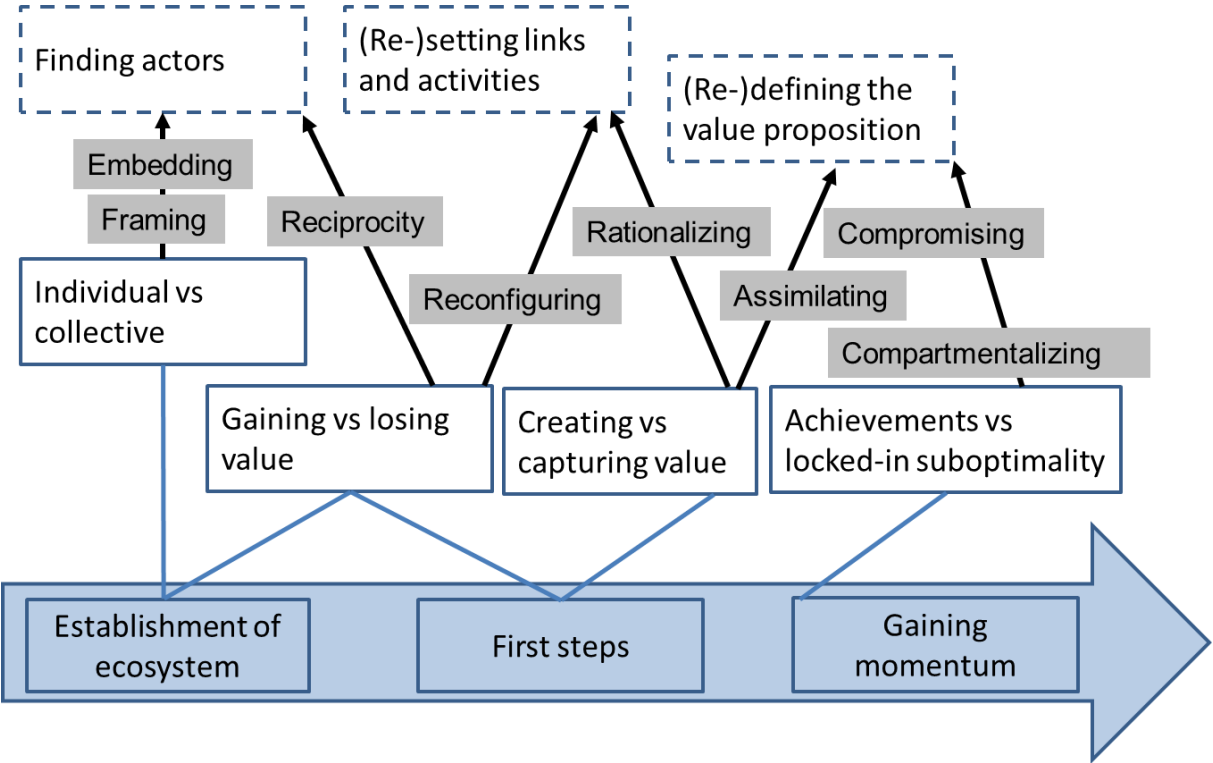 Finding actors
(Re-)setting links
and activities
(Re-)defining the
value proposition
Embedding
Framing
Reciprocity
Reconfiguring
Rationalizing
Assimilating
Compromising
Compartmentalizing
Individual vs
collective
Gaining vs losing
value
Creating vs
capturing value
Achievements vs
locked-in suboptimality
Establishment of
ecosystem
First steps
Gaining
momentum